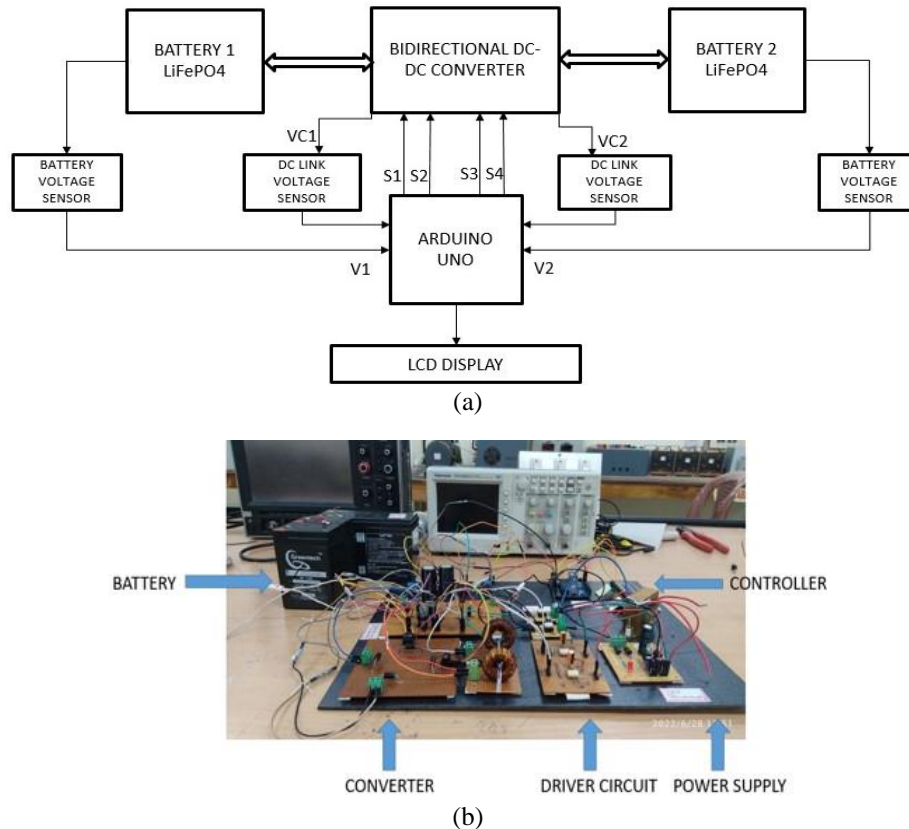 BATTERY 1
LiFePO4
BIDIRECTIONAL DC-
DC CONVERTER
BATTERY 2
LiFePO4
VC1
VC2
BATTERY
VOLTAGE
SENSOR
DC LINK
VOLTAGE
SENSOR
S1
S2
S3
S4
DC LINK
VOLTAGE
SENSOR
BATTERY
VOLTAGE
SENSOR
ARDUINO
UNO
V1
V2
LCD DISPLAY
(a)
Greentech
BATTERY
CONTROLLER
CONVERTER
DRIVER CIRCUIT
POWER SUPPLY
(b)